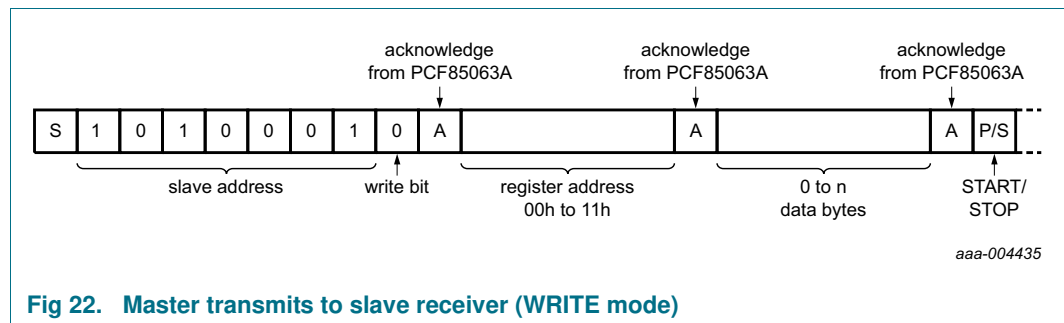 acknowledge
from PCF85063A
acknowledge
from PCF85063A
acknowledge
from PCF85063A
S 1 0 1 0 0 0 1 0 A A A P/S
slave address
write bit
register address
00h to 11h
0 to n
data bytes
START/
STOP
aaa-004435
Fig 22. Master transmits to slave receiver (WRITE mode)